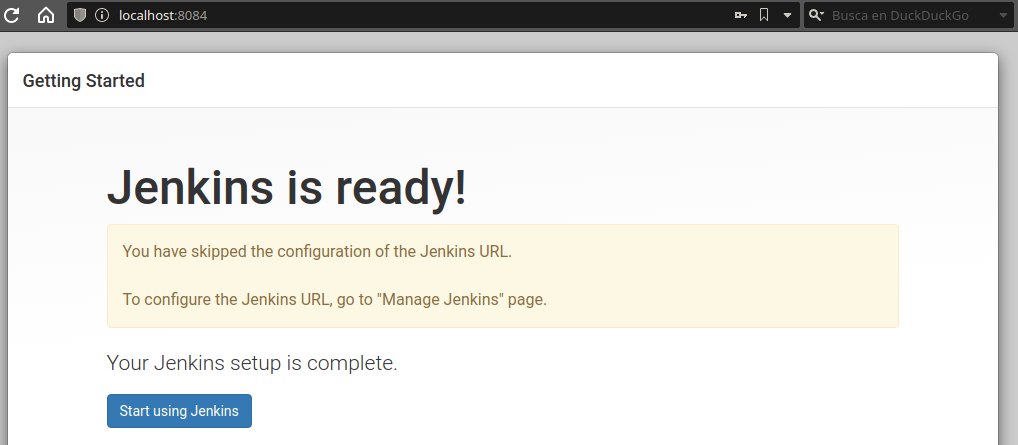 localhost:8084
Busca en DuckDuckGo
Getting Started
Jenkins is ready!
You have skipped the configuration of the Jenkins URL.
To configure the Jenkins URL, go to "Manage Jenkins" page.
Your Jenkins setup is complete.
Start using Jenkins